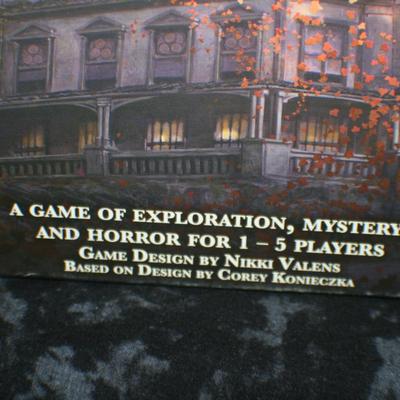 A GAME OF EXPLORATION, MYSTERY
AND HORROR FOR 1 – 5 PLAYERS
GAME DESIGN BY NIKKI VALENS
BASED ON DESIGN BY COREY KONIECZKA